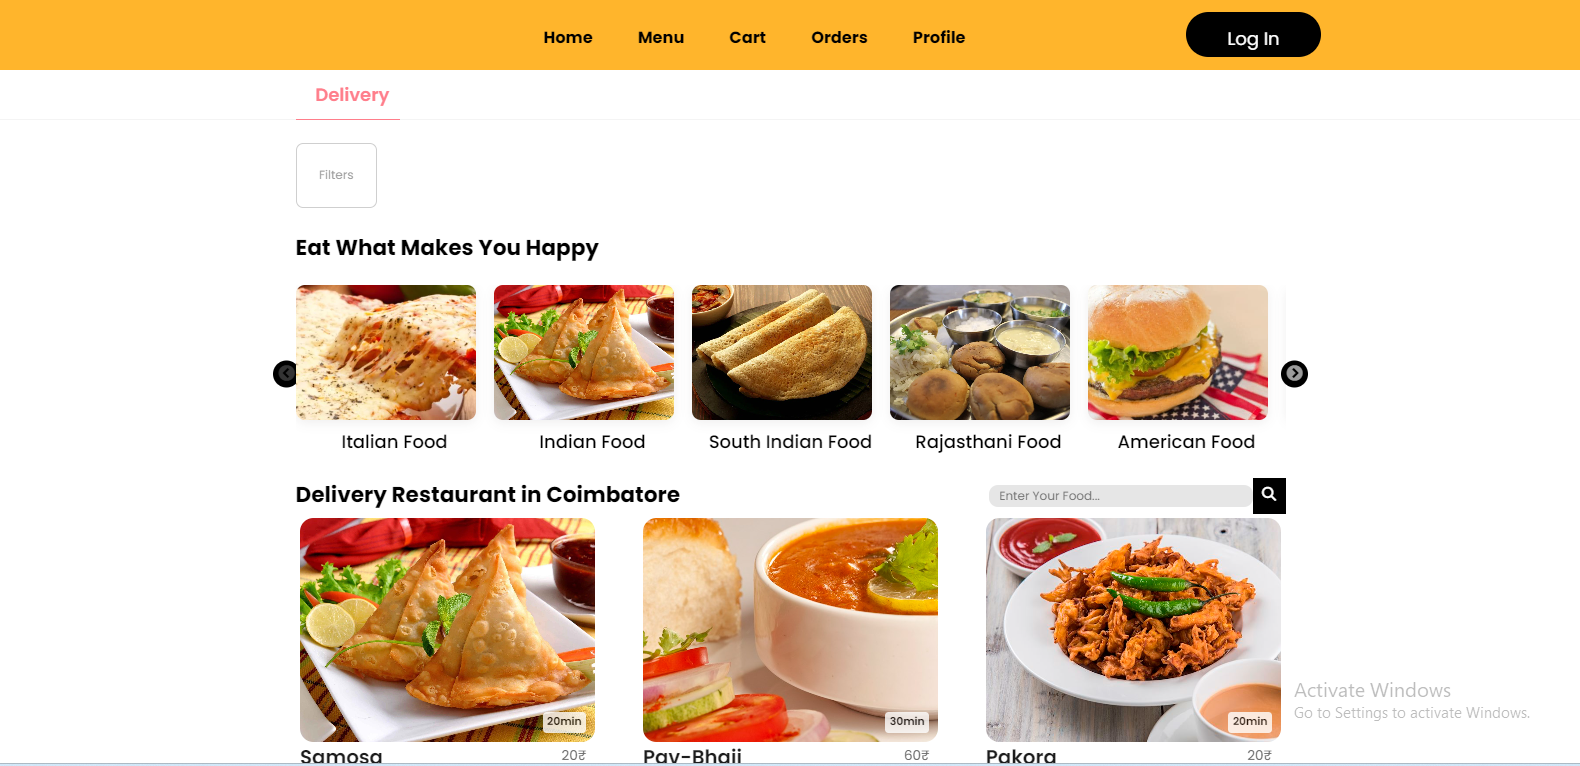 Home Menu Cart Orders Profile Log In
Delivery
Filters
Eat What Makes You Happy
Italian Food Indian Food South Indian Food Rajasthani Food American Food
Delivery Restaurant in Coimbatore Enter Your Food...
20min 30min 20min
Activate Windows
Go to Settings to activate Windows.
Samosa 20₹ Pav-Bhaji 60₹ Pakora 20₹